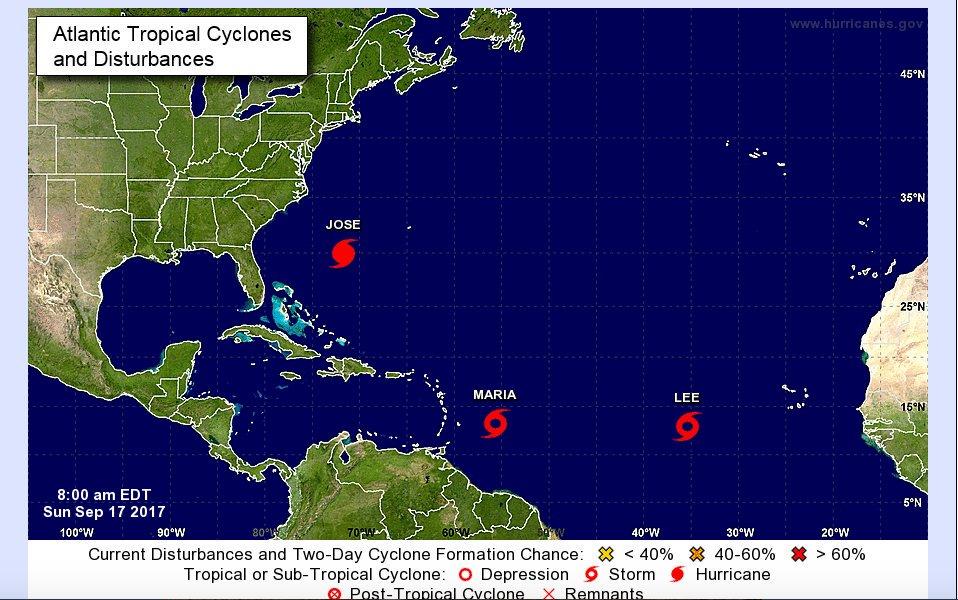 Atlantic Tropical Cyclones
and Disturbances
www.hurricanes.gov
45°N
35°N
JOSE
25°N
MARIA
LEE
15°N
8:00 am EDT
Sun Sep 17 2017
5°N
100°W 90°W 80°W 70°W 60°W 50°W 40°W 30°W 20°W
Current Disturbances and Two-Day Cyclone Formation Chance: < 40% 40-60% > 60%
Tropical or Sub-Tropical Cyclone: Depression Storm Hurricane
Post-Tropical Cyclone Remnants